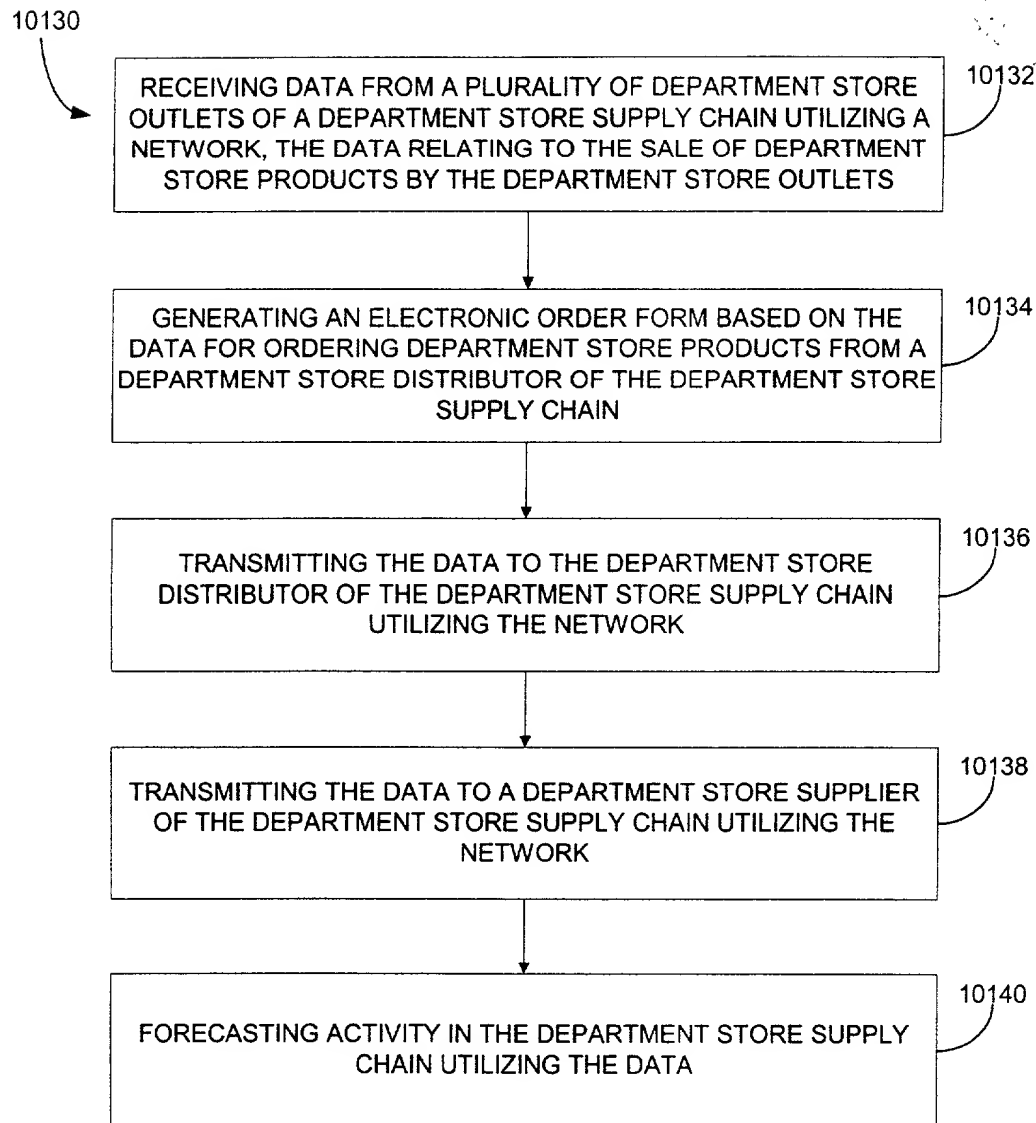 10130
RECEIVING DATA FROM A PLURALITY OF DEPARTMENT STORE
OUTLETS OF A DEPARTMENT STORE SUPPLY CHAIN UTILIZING A
NETWORK, THE DATA RELATING TO THE SALE OF DEPARTMENT
STORE PRODUCTS BY THE DEPARTMENT STORE OUTLETS
10132
GENERATING AN ELECTRONIC ORDER FORM BASED ON THE
DATA FOR ORDERING DEPARTMENT STORE PRODUCTS FROM A
DEPARTMENT STORE DISTRIBUTOR OF THE DEPARTMENT STORE
SUPPLY CHAIN
10134
TRANSMITTING THE DATA TO THE DEPARTMENT STORE
DISTRIBUTOR OF THE DEPARTMENT STORE SUPPLY CHAIN
UTILIZING THE NETWORK
10136
TRANSMITTING THE DATA TO A DEPARTMENT STORE SUPPLIER
OF THE DEPARTMENT STORE SUPPLY CHAIN UTILIZING THE
NETWORK
10138
FORECASTING ACTIVITY IN THE DEPARTMENT STORE SUPPLY
CHAIN UTILIZING THE DATA
10140